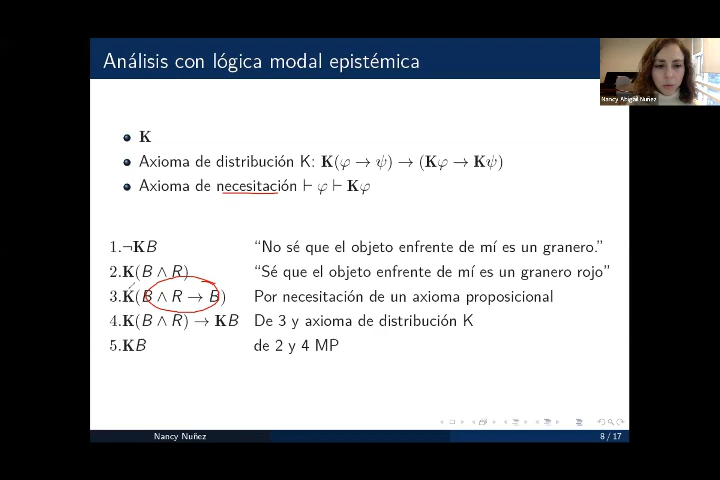 Análisis con lógica modal epistémica
Nancy Abigail Nuñez
K
Axioma de distribución K: K(φ → ψ) → (Kφ → Kψ)
Axioma de necesitación ⊢ φ ⊢ Kφ
1.¬KB “No sé que el objeto enfrente de mí es un granero.”
2.K(B ∧ R) “Sé que el objeto enfrente de mí es un granero rojo”
3.K(B ∧ R → B) Por necesitación de un axioma proposicional
4.K(B ∧ R) → KB De 3 y axioma de distribución K
5.KB de 2 y 4 MP
Nancy Nuñez 8 / 17